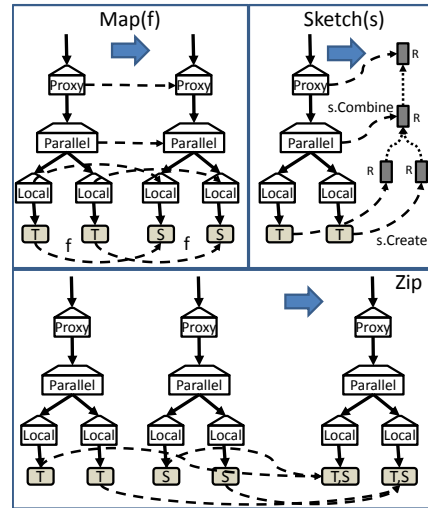 Map(f)
Proxy Proxy
Parallel Parallel
Local Local Local Local
T T S S
f f
Sketch(s)
Proxy R
s.Combine R
Parallel
R R
Local Local
T T
s.Create
Zip
Proxy Proxy Proxy
Parallel Parallel Parallel
Local Local Local Local Local Local
T T S S T,S T,S